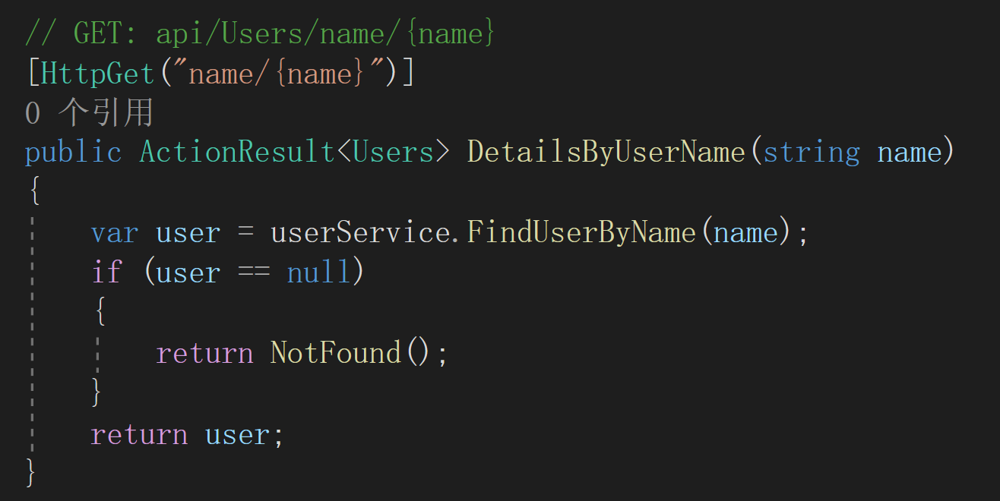 // GET: api/Users/name/{name}
[HttpGet("name/{name}")]
0 个引用
public ActionResult<Users> DetailsByUserName(string name)
{
    var user = userService.FindUserByName(name);
    if (user == null)
    {
        return NotFound();
    }
    return user;
}